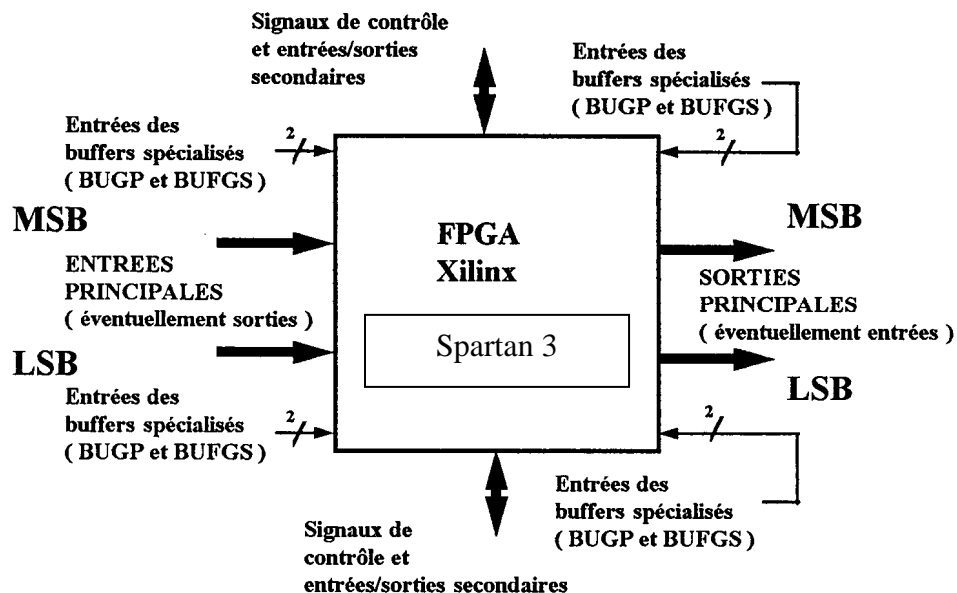 Signaux de contrôle
et entrées/sorties
secondaires
Entrées des
buffers spécialisés
( BUGP et BUFGS )
2
Entrées des
buffers spécialisés
( BUGP et BUFGS )
2
MSB
MSB
FPGA
Xilinx
ENTREES
PRINCIPALES
( éventuellement sorties )
SORTIES
PRINCIPALES
( éventuellement entrées )
Spartan 3
LSB
LSB
Entrées des
buffers spécialisés
( BUGP et BUFGS )
2
2
Entrées des
buffers spécialisés
( BUGP et BUFGS )
Signaux de
contrôle et
entrées/sorties secondaires